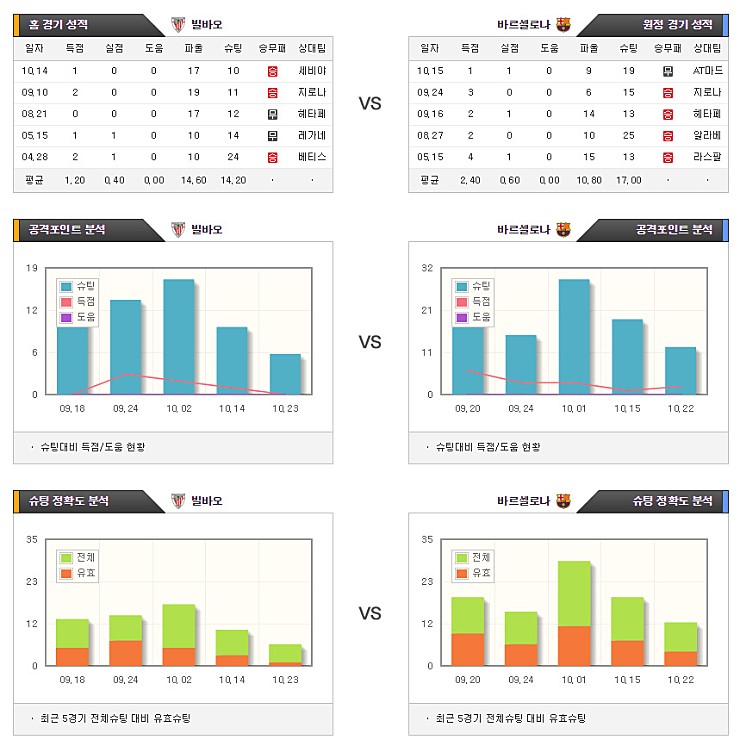 홈 경기 성적 빌바오
일자 득점 실점 도움 파울 슈팅 승무패 상대팀
10.14 1 0 0 17 10 승 세비야
09.10 2 0 0 19 11 승 지로나
08.21 0 0 0 17 12 무 헤타페
05.15 1 1 0 10 14 무 레가네
04.28 2 1 0 10 24 승 베티스
평균 1.20 0.40 0.00 14.60 14.20 · ·
VS
바르셀로나 원정 경기 성적
일자 득점 실점 도움 파울 슈팅 승무패 상대팀
10.15 1 1 0 9 19 무 AT마드
09.24 3 0 0 6 15 승 지로나
09.16 2 1 0 14 13 승 헤타페
08.27 2 0 0 10 25 승 알라베
05.15 4 1 0 15 13 승 라스팔
평균 2.40 0.60 0.00 10.80 17.00 · ·
공격포인트 분석 빌바오
19
12
6
0
슈팅
득점
도움
09.18 09.24 10.02 10.14 10.23
· 슈팅대비 득점/도움 현황
VS
바르셀로나 공격포인트 분석
32
21
11
0
슈팅
득점
도움
09.20 09.24 10.01 10.15 10.22
· 슈팅대비 득점/도움 현황
슈팅 정확도 분석 빌바오
35
23
12
0
전체
유효
09.18 09.24 10.02 10.14 10.23
· 최근 5경기 전체슈팅 대비 유효슈팅
VS
바르셀로나 슈팅 정확도 분석
35
23
12
0
전체
유효
09.20 09.24 10.01 10.15 10.22
· 최근 5경기 전체슈팅 대비 유효슈팅